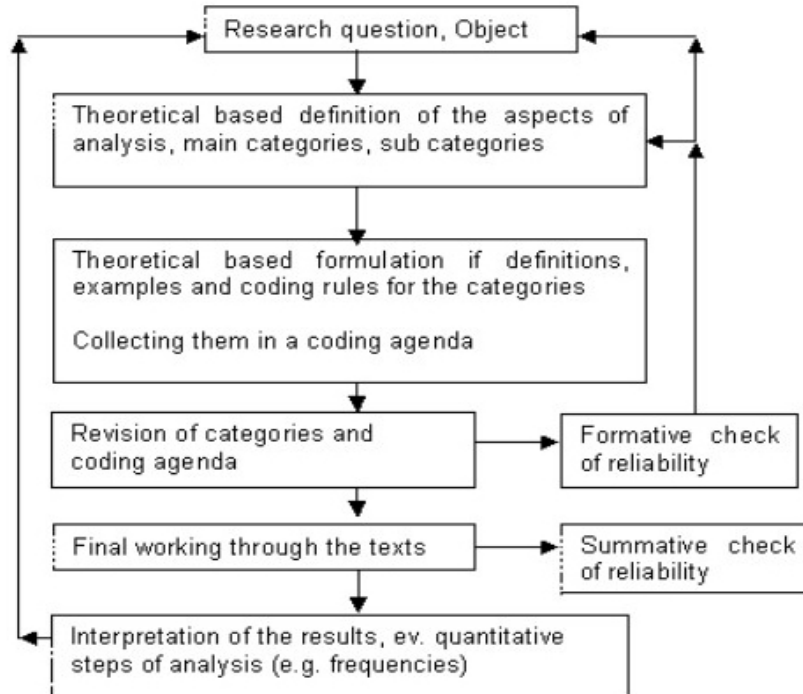 Research question, Object
Theoretical based definition of the aspects of
analysis, main categories, sub categories
Theoretical based formulation if definitions,
examples and coding rules for the categories
Collecting them in a coding agenda
Revision of categories and
coding agenda
Formative check
of reliability
Final working through the texts
Summative check
of reliability
Interpretation of the results, ev. quantitative
steps of analysis (e.g. frequencies)